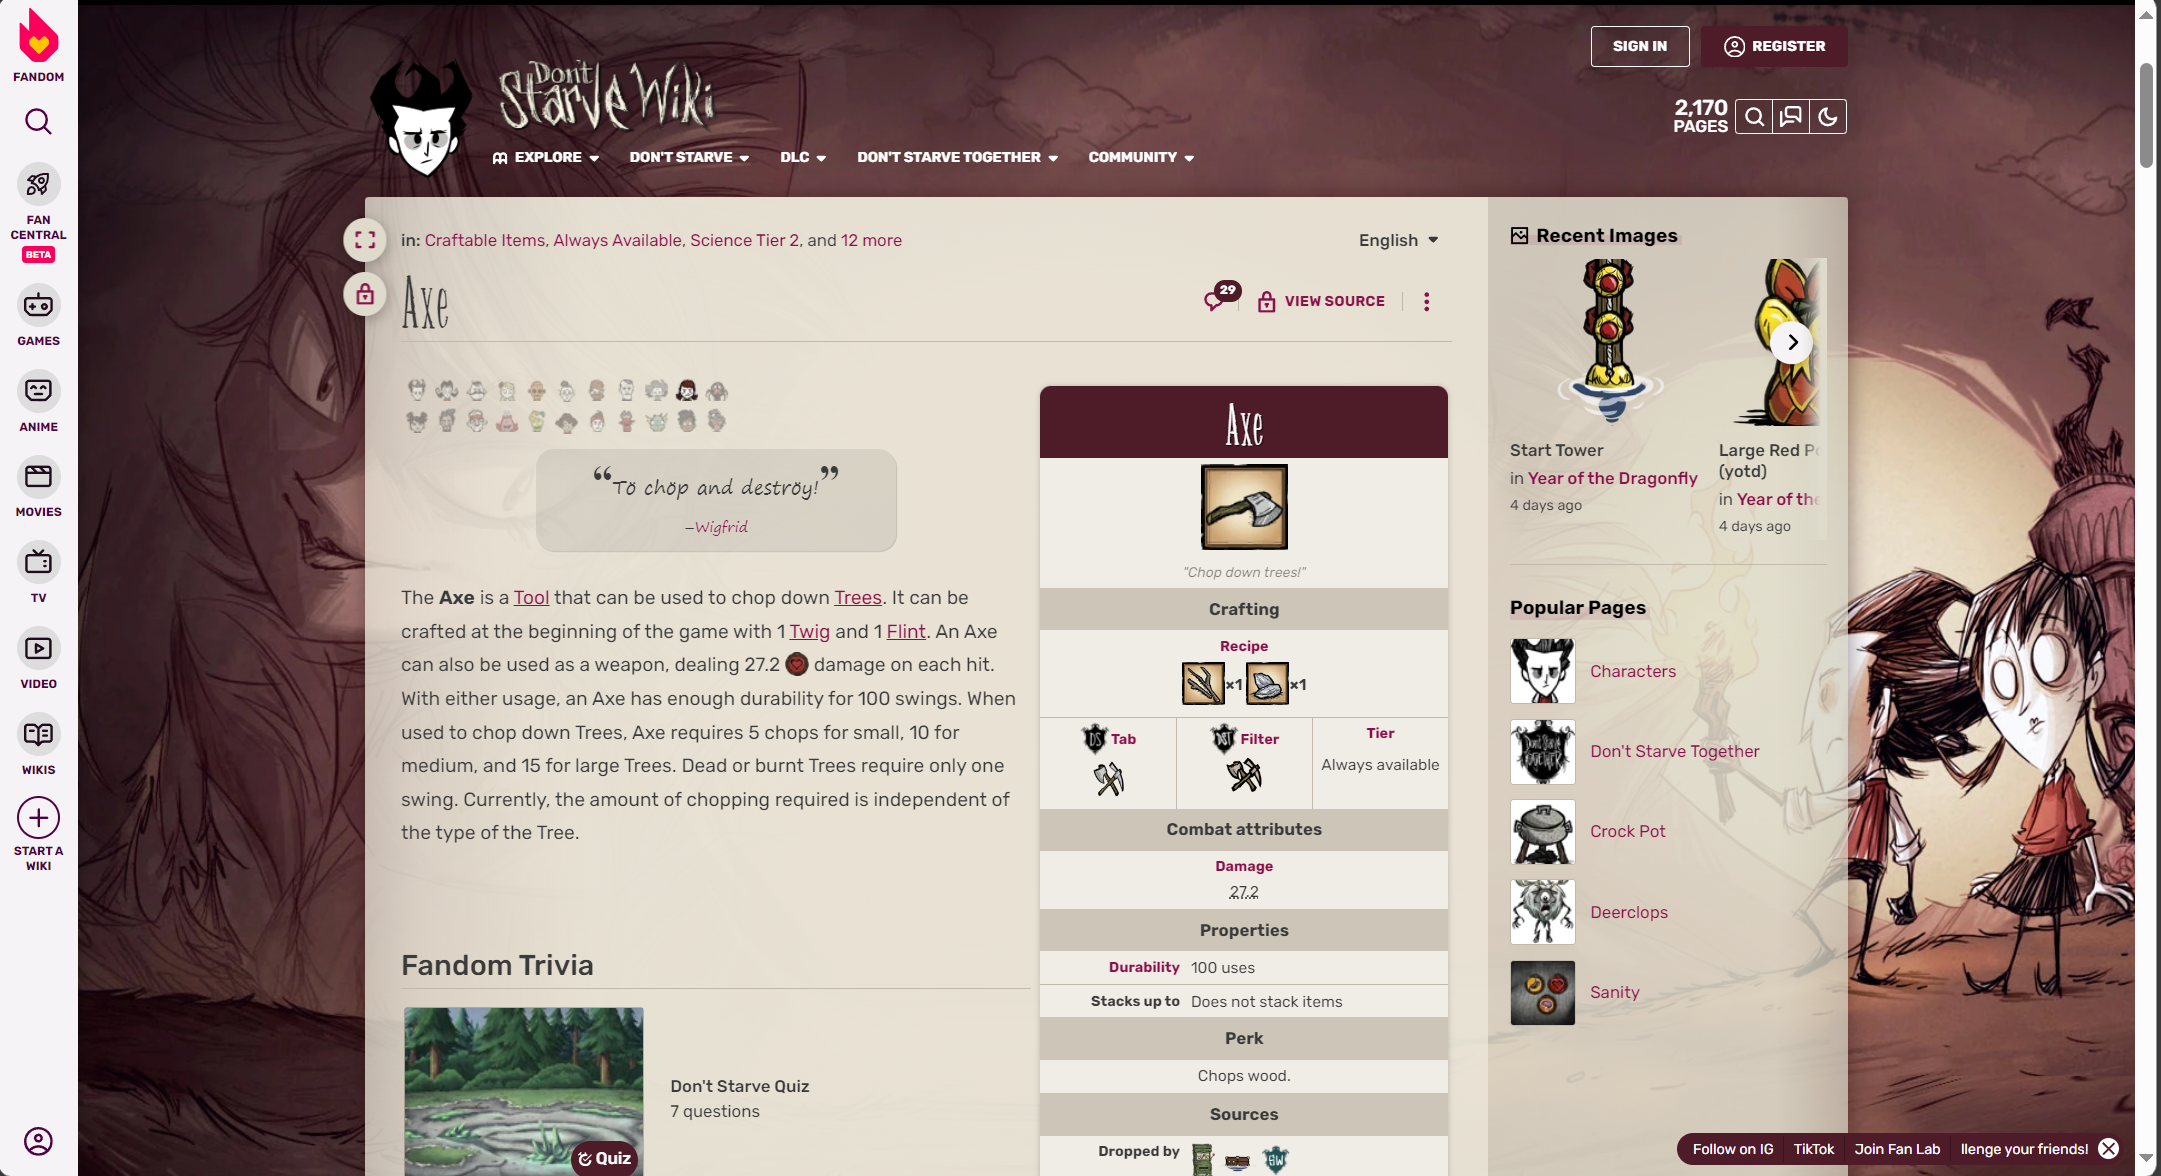 FANDOM
FAN
CENTRAL
BETA
GAMES
ANIME
MOVIES
TV
VIDEO
WIKIS
START A
WIKI
Don't
Starve Wiki
SIGN IN
REGISTER
2,170
PAGES
EXPLORE
DON'T STARVE
DLC
DON'T STARVE TOGETHER
COMMUNITY
in: Craftable Items, Always Available, Science Tier 2, and 12 more
English
Axe
29
VIEW SOURCE
“Tö chöp and deströy!”
—Wigfrid
The Axe is a Tool that can be used to chop down Trees. It can be
crafted at the beginning of the game with 1 Twig and 1 Flint. An Axe
can also be used as a weapon, dealing 27.2 damage on each hit.
With either usage, an Axe has enough durability for 100 swings. When
used to chop down Trees, Axe requires 5 chops for small, 10 for
medium, and 15 for large Trees. Dead or burnt Trees require only one
swing. Currently, the amount of chopping required is independent of
the type of the Tree.
Fandom Trivia
Don't Starve Quiz
7 questions
Quiz
Axe
"Chop down trees!"
Crafting
Recipe
×1 ×1
DS Tab
DST Filter
Tier
Always available
Combat attributes
Damage
27.2
Properties
Durability 100 uses
Stacks up to Does not stack items
Perk
Chops wood.
Sources
Dropped by
SW
Recent Images
Start Tower
in Year of the Dragonfly
4 days ago
Large Red P
(yotd)
in Year of the
4 days ago
Popular Pages
Characters
Don't Starve
TOGETHER
Don't Starve Together
Crock Pot
Deerclops
Sanity
Follow on IG
TikTok
Join Fan Lab
llenge your friends!